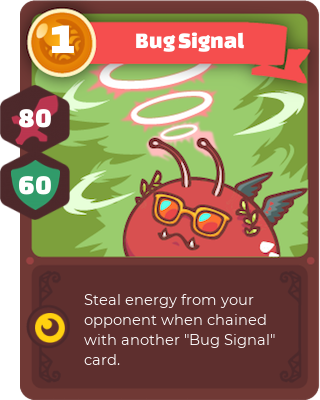 1
Bug Signal
80
60
Steal energy from your
opponent when chained
with another "Bug Signal"
card.